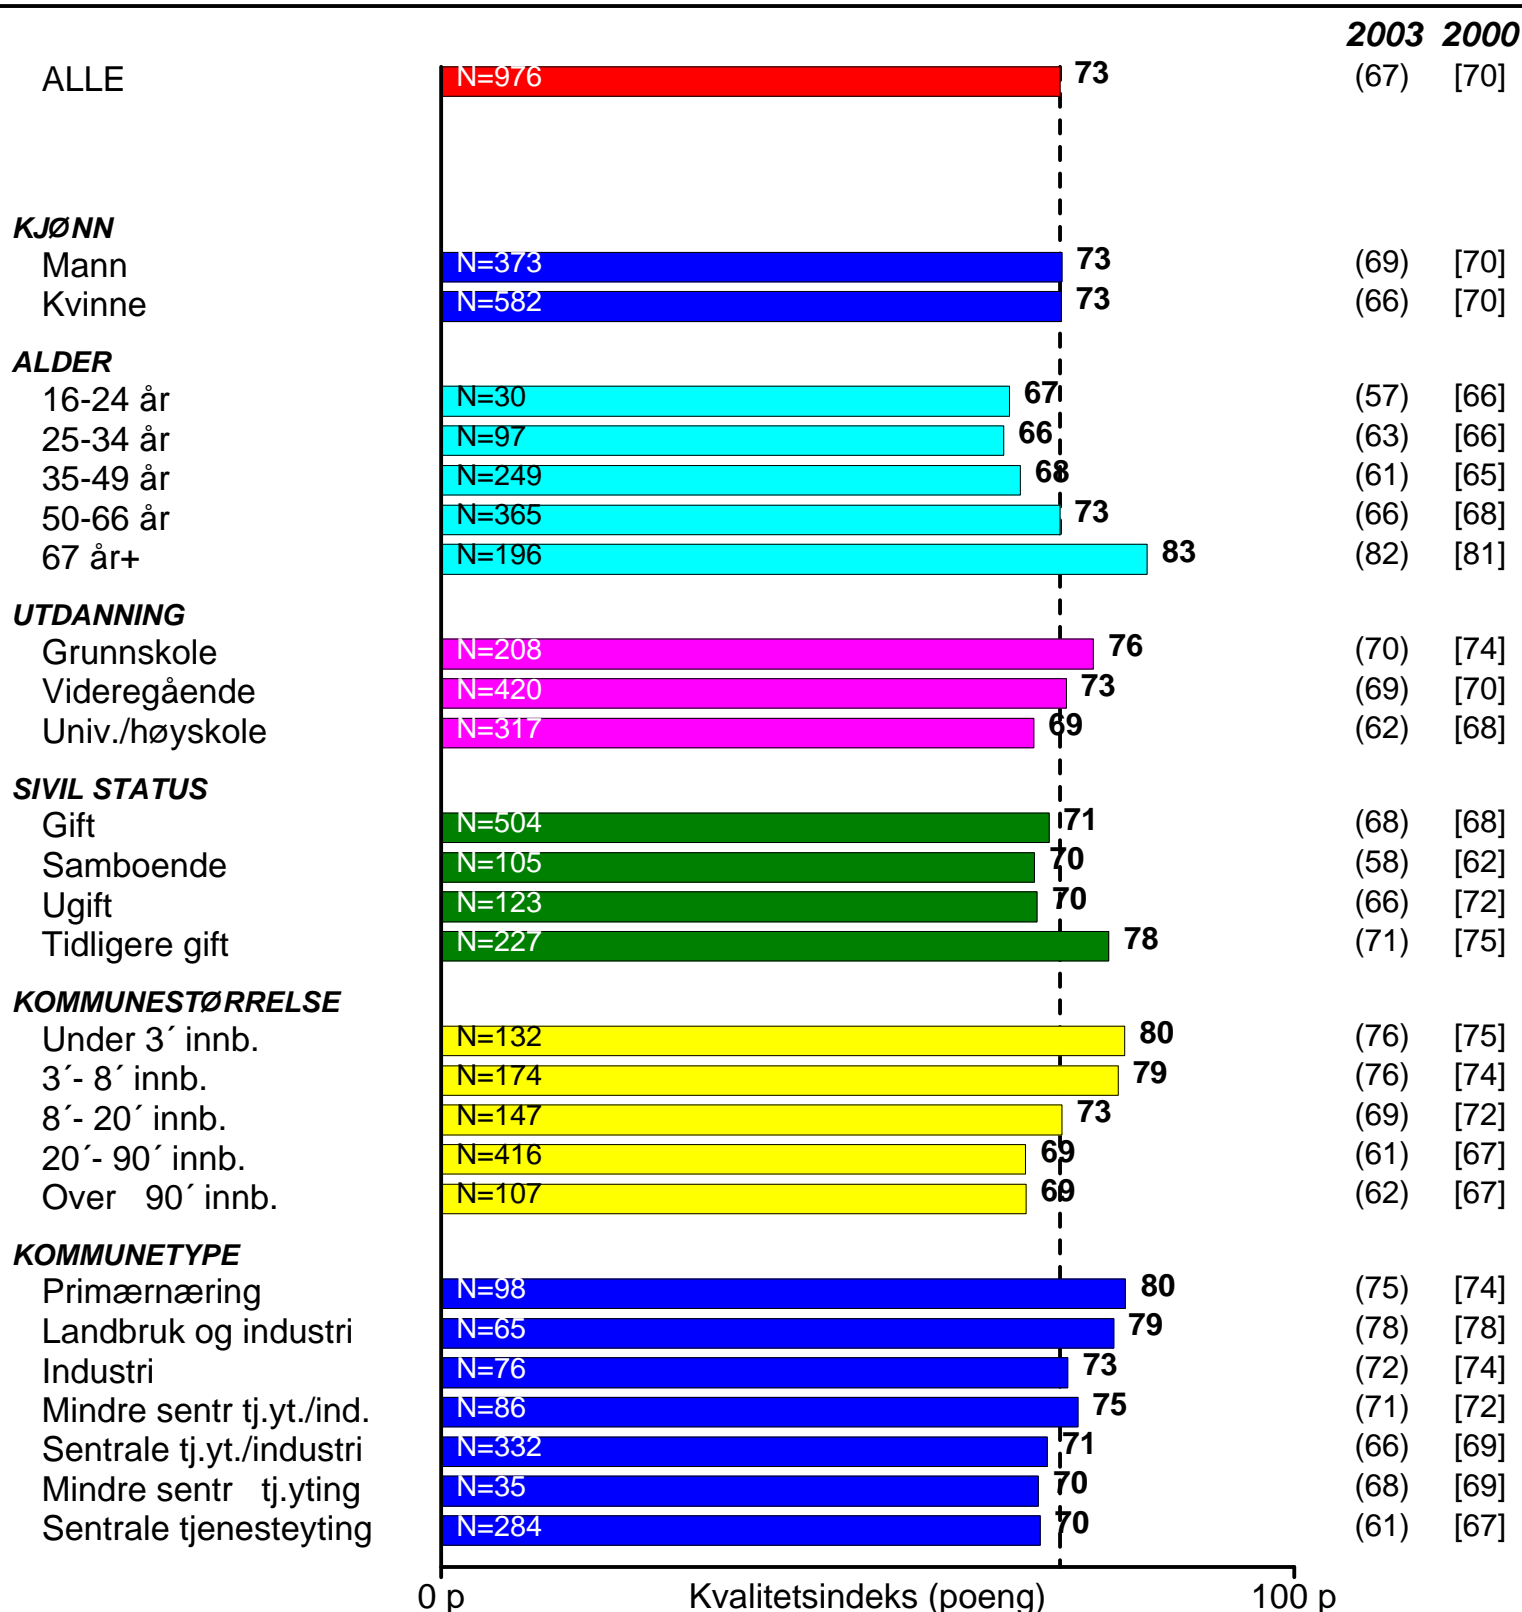 2003 2000
ALLE N=976 73 (67) [70]
KJØNN
Mann N=373 73 (69) [70]
Kvinne N=582 73 (66) [70]
ALDER
16-24 år N=30 67 (57) [66]
25-34 år N=97 66 (63) [66]
35-49 år N=249 68 (61) [65]
50-66 år N=365 73 (66) [68]
67 år+ N=196 83 (82) [81]
UTDANNING
Grunnskole N=208 76 (70) [74]
Videregående N=420 73 (69) [70]
Univ./høyskole N=317 69 (62) [68]
SIVIL STATUS
Gift N=504 71 (68) [68]
Samboende N=105 70 (58) [62]
Ugift N=123 70 (66) [72]
Tidligere gift N=227 78 (71) [75]
KOMMUNESTØRRELSE
Under 3´ innb. N=132 80 (76) [75]
3´- 8´ innb. N=174 79 (76) [74]
8´- 20´ innb. N=147 73 (69) [72]
20´- 90´ innb. N=416 69 (61) [67]
Over 90´ innb. N=107 69 (62) [67]
KOMMUNETYPE
Primærnæring N=98 80 (75) [74]
Landbruk og industri N=65 79 (78) [78]
Industri N=76 73 (72) [74]
Mindre sentr tj.yt./ind. N=86 75 (71) [72]
Sentrale tj.yt./industri N=332 71 (66) [69]
Mindre sentr tj.yting N=35 70 (68) [69]
Sentrale tjenesteyting N=284 70 (61) [67]
0 p Kvalitetsindeks (poeng) 100 p